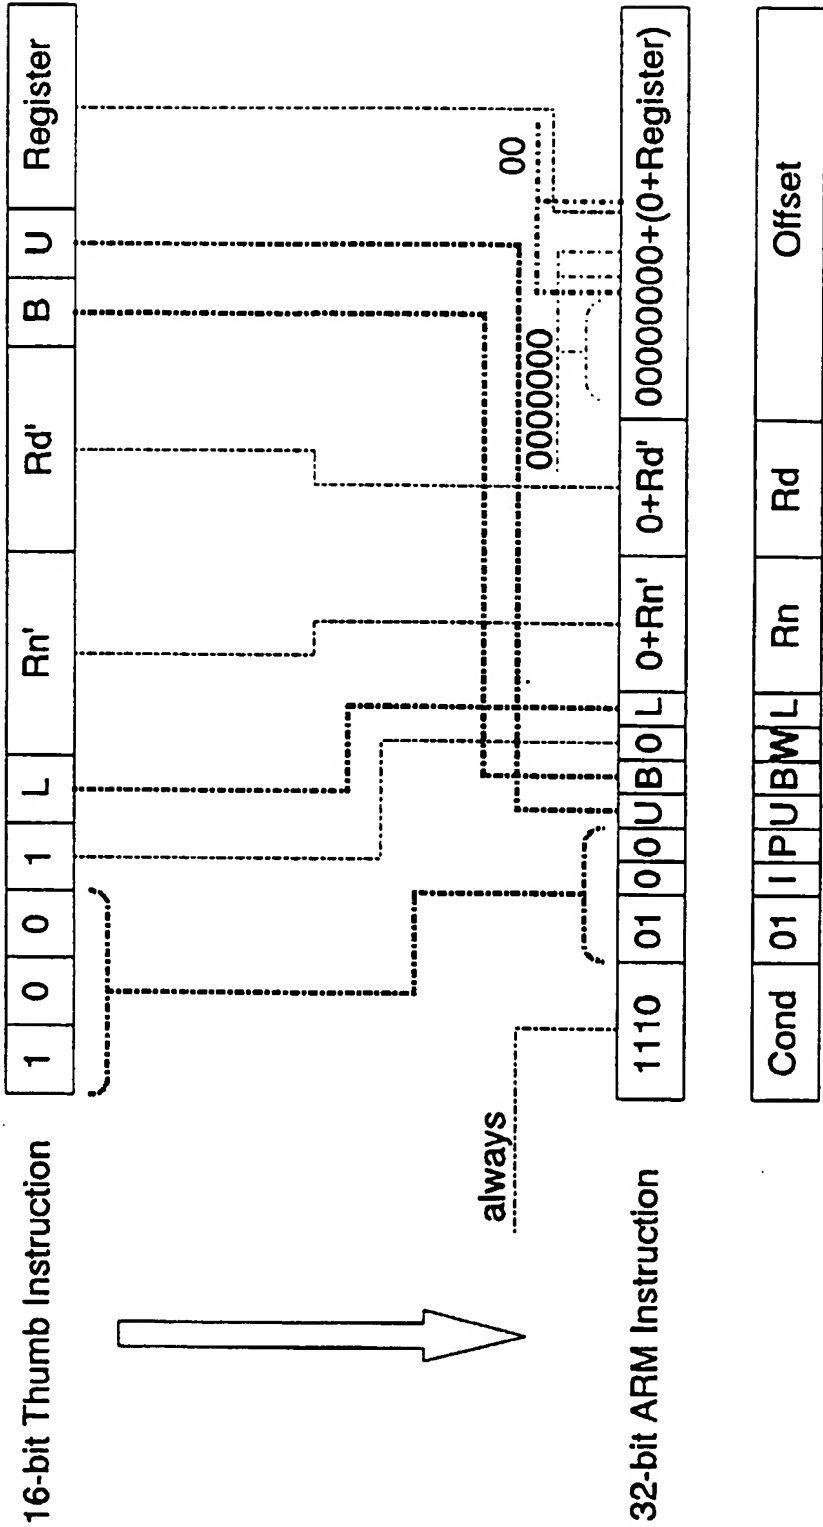 16-bit Thumb Instruction
1 0 0 1 L Rn' Rd' B U Register
always
0000000
00
32-bit ARM Instruction
1110 01 0 0 U B 0 L 0+Rn' 0+Rd' 00000000+(0+Register)
Cond 01 I P U B W L Rn Rd Offset